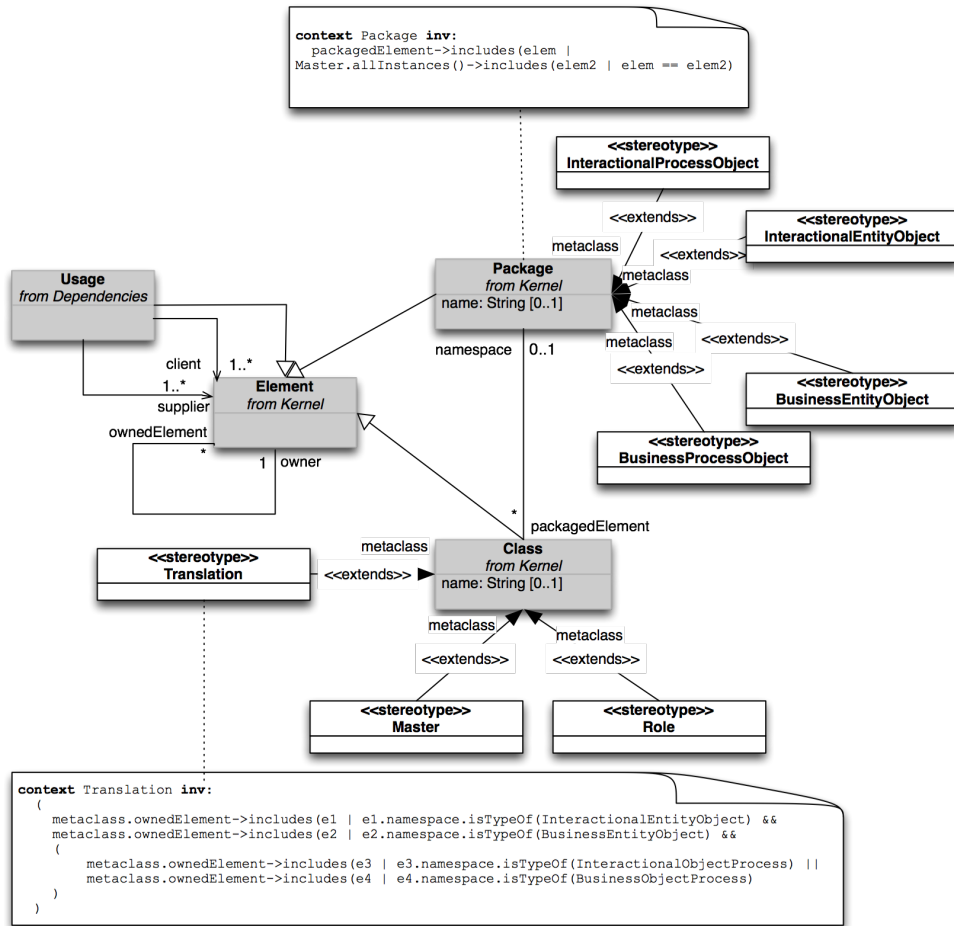 context Package inv:
packagedElement->includes(elem |
Master.allInstances()->includes(elem2 | elem == elem2)
<<stereotype>>
InteractionalProcessObject
<<extends>>
<<stereotype>>
InteractionalEntityObject
metaclass
<<extends>>
Package
from Kernel
name: String [0..1]
metaclass
metaclass
metaclass
<<extends>>
<<extends>>
<<stereotype>>
BusinessEntityObject
<<stereotype>>
BusinessProcessObject
Usage
from Dependencies
client
1..*
1..*
supplier
Element
from Kernel
ownedElement
*
1
owner
namespace
0..1
*
packagedElement
<<stereotype>>
Translation
<<extends>>
metaclass
Class
from Kernel
name: String [0..1]
metaclass
<<extends>>
metaclass
<<extends>>
<<stereotype>>
Master
<<stereotype>>
Role
context Translation inv:
(
metaclass.ownedElement->includes(e1 | e1.namespace.isTypeOf(InteractionalEntityObject) &&
metaclass.ownedElement->includes(e2 | e2.namespace.isTypeOf(BusinessEntityObject) &&
(
metaclass.ownedElement->includes(e3 | e3.namespace.isTypeOf(InteractionalObjectProcess) ||
metaclass.ownedElement->includes(e4 | e4.namespace.isTypeOf(BusinessObjectProcess)
)
)